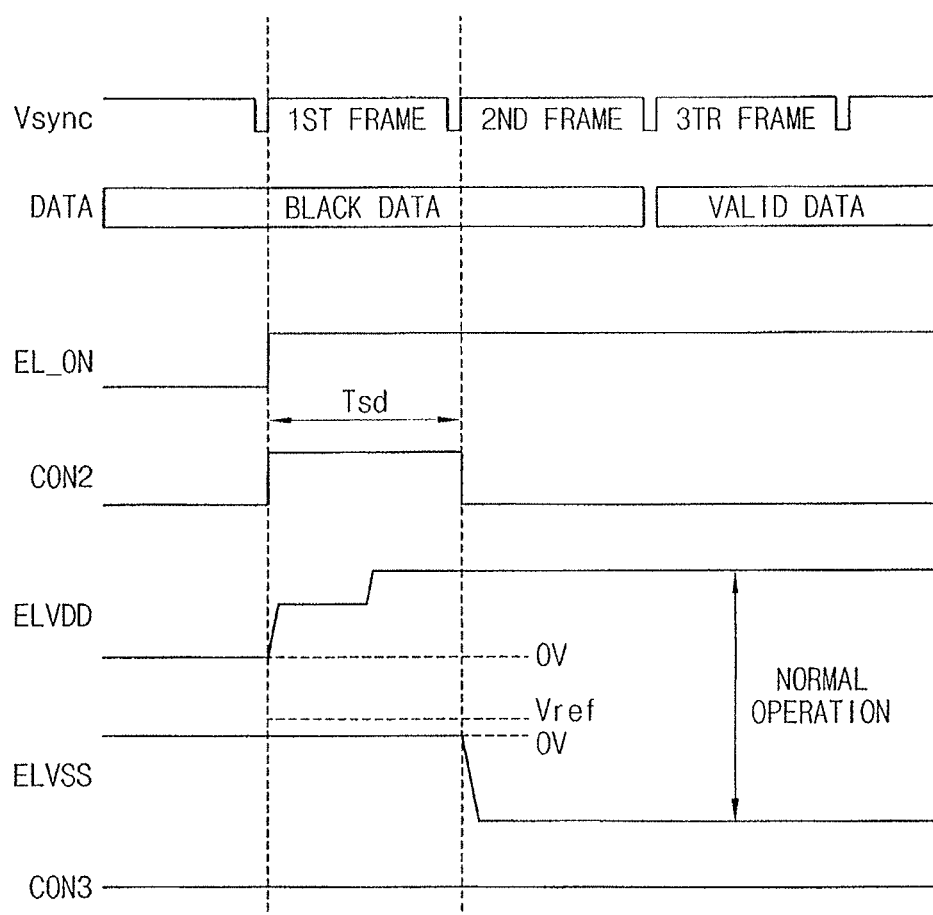 Vsync
1ST FRAME
2ND FRAME
3TR FRAME
DATA
BLACK DATA
VALID DATA
EL_ON
Tsd
CON2
ELVDD
0V
NORMAL
OPERATION
Vref
0V
ELVSS
CON3